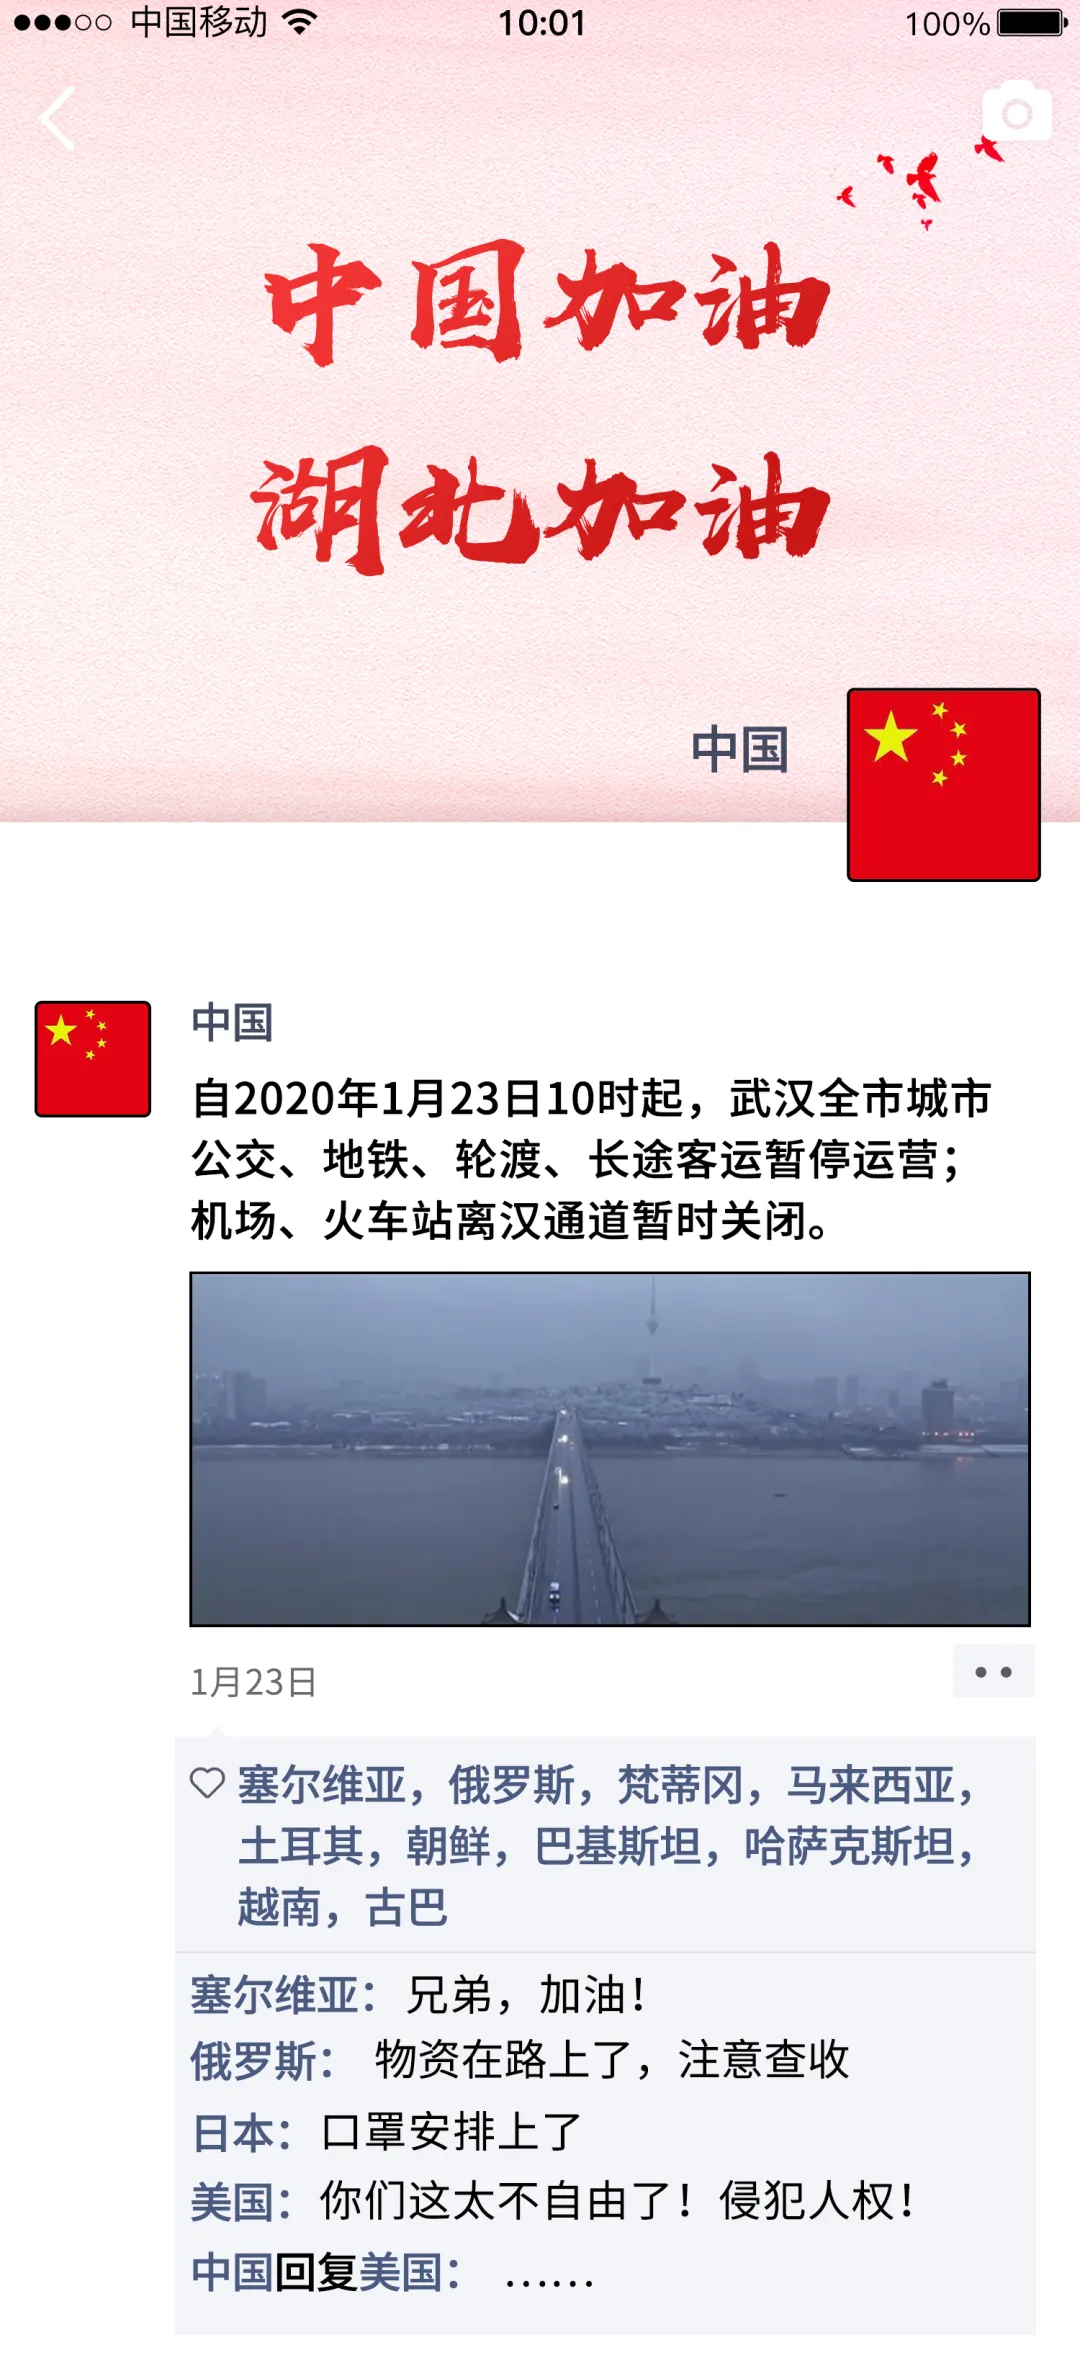 中国移动 10:01 100%
中国加油
湖北加油
中国
中国
自2020年1月23日10时起，武汉全市城市
公交、地铁、轮渡、长途客运暂停运营；
机场、火车站离汉通道暂时关闭。
1月23日
塞尔维亚，俄罗斯，梵蒂冈，马来西亚，
土耳其，朝鲜，巴基斯坦，哈萨克斯坦，
越南，古巴
塞尔维亚：兄弟，加油！
俄罗斯：物资在路上了，注意查收
日本：口罩安排上了
美国：你们这太不自由了！侵犯人权！
中国回复美国：……